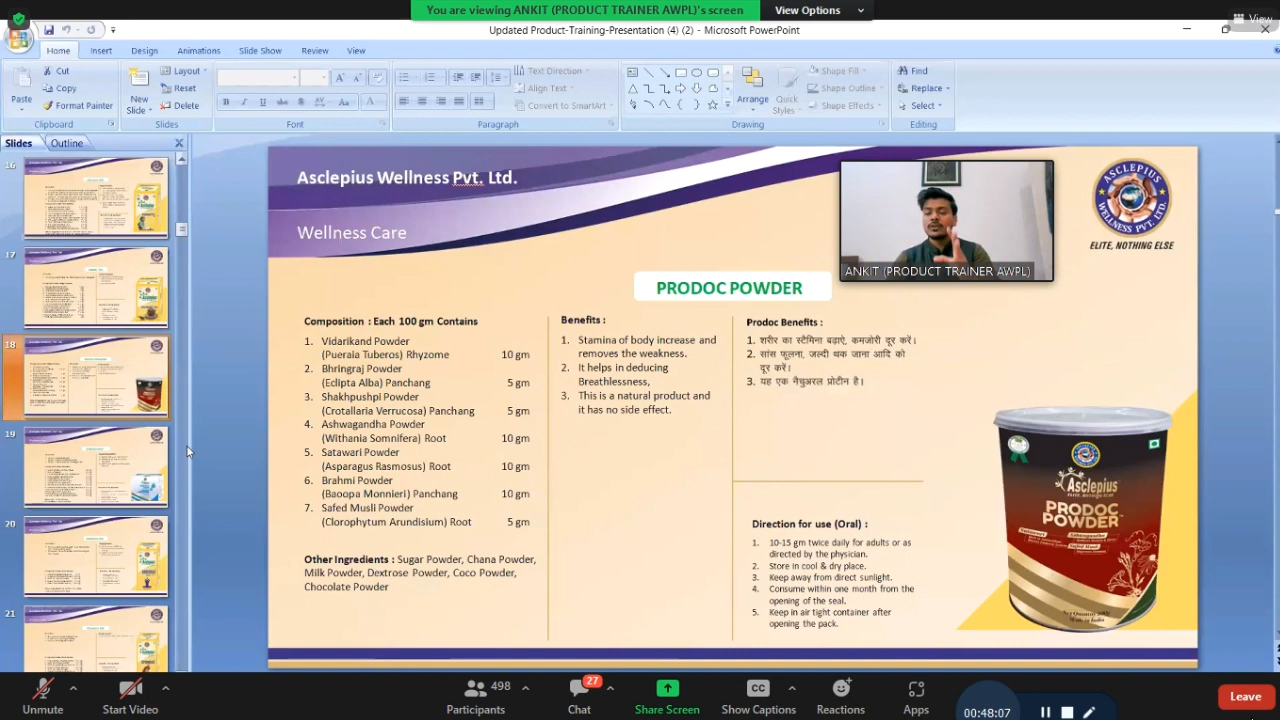 You are viewing ANKIT (PRODUCT TRAINER AWPL)'s screen
View Options
View
Updated Product-Training-Presentation (4) (2) - Microsoft PowerPoint
Home Insert Design Animations Slide Show Review View
Cut
Copy
Format Painter
Paste
Clipboard
New
Slide
Layout
Reset
Delete
Slides
Font
Text Direction
Align Text
Convert to SmartArt
Paragraph
Arrange
Quick
Styles
Shape Fill
Shape Outline
Shape Effects
Drawing
Find
Replace
Select
Editing
Slides Outline
16
17
18
19
20
21
Asclepius Wellness Pvt. Ltd.
Wellness Care
ANKIT (PRODUCT TRAINER AWPL)
ASCLEPIUS
WELLNESS PVT. LTD.
ELITE, NOTHING ELSE
PRODOC POWDER
Composition : Each 100 gm Contains
1. Vidarikand Powder
(Pueraia Tuberos) Rhyzome 10 gm
2. Bhringraj Powder
(Eclipta Alba) Panchang 5 gm
3. Shakhpushpi Powder
(Crotallaria Verrucosa) Panchang 5 gm
4. Ashwagandha Powder
(Withania Somnifera) Root 10 gm
5. Satawari Powder
(Asparagus Rasmosus) Root 10 gm
6. Brahmi Powder
(Baoopa Monnieri) Panchang 10 gm
7. Safed Musli Powder
(Clorophytum Arundisium) Root 5 gm
Other Ingredients : Sugar Powder, Chana Powder,
Milk Powder, Dextrose Powder, Coco Powder,
Chocolate Powder
Benefits :
1. Stamina of body increase and
removes the weakness.
2. It helps in deducing
Breathlessness,
3. This is a natural product and
it has no side effect.
Prodoc Benefits :
1. शरीर का स्टेमिना बढ़ाऐ, कमजोरी दूर करें।
2. सांस फूलना, जल्दी थक जाना आदि को
दूर करें।
3. यह एक नैचुअरल प्रोटीन है।
Direction for use (Oral) :
1. 10-15 gm twice daily for adults or as
directed by the physician.
2. Store in cool & dry place.
3. Keep away from direct sunlight.
4. Consume within one month from the
opening of the seal.
5. Keep in air tight container after
opening the pack.
Asclepius
PRODOC
POWDER
Unmute
Start Video
498
Participants
27
Chat
Share Screen
CC
Show Captions
Reactions
Apps
00:48:07
Leave